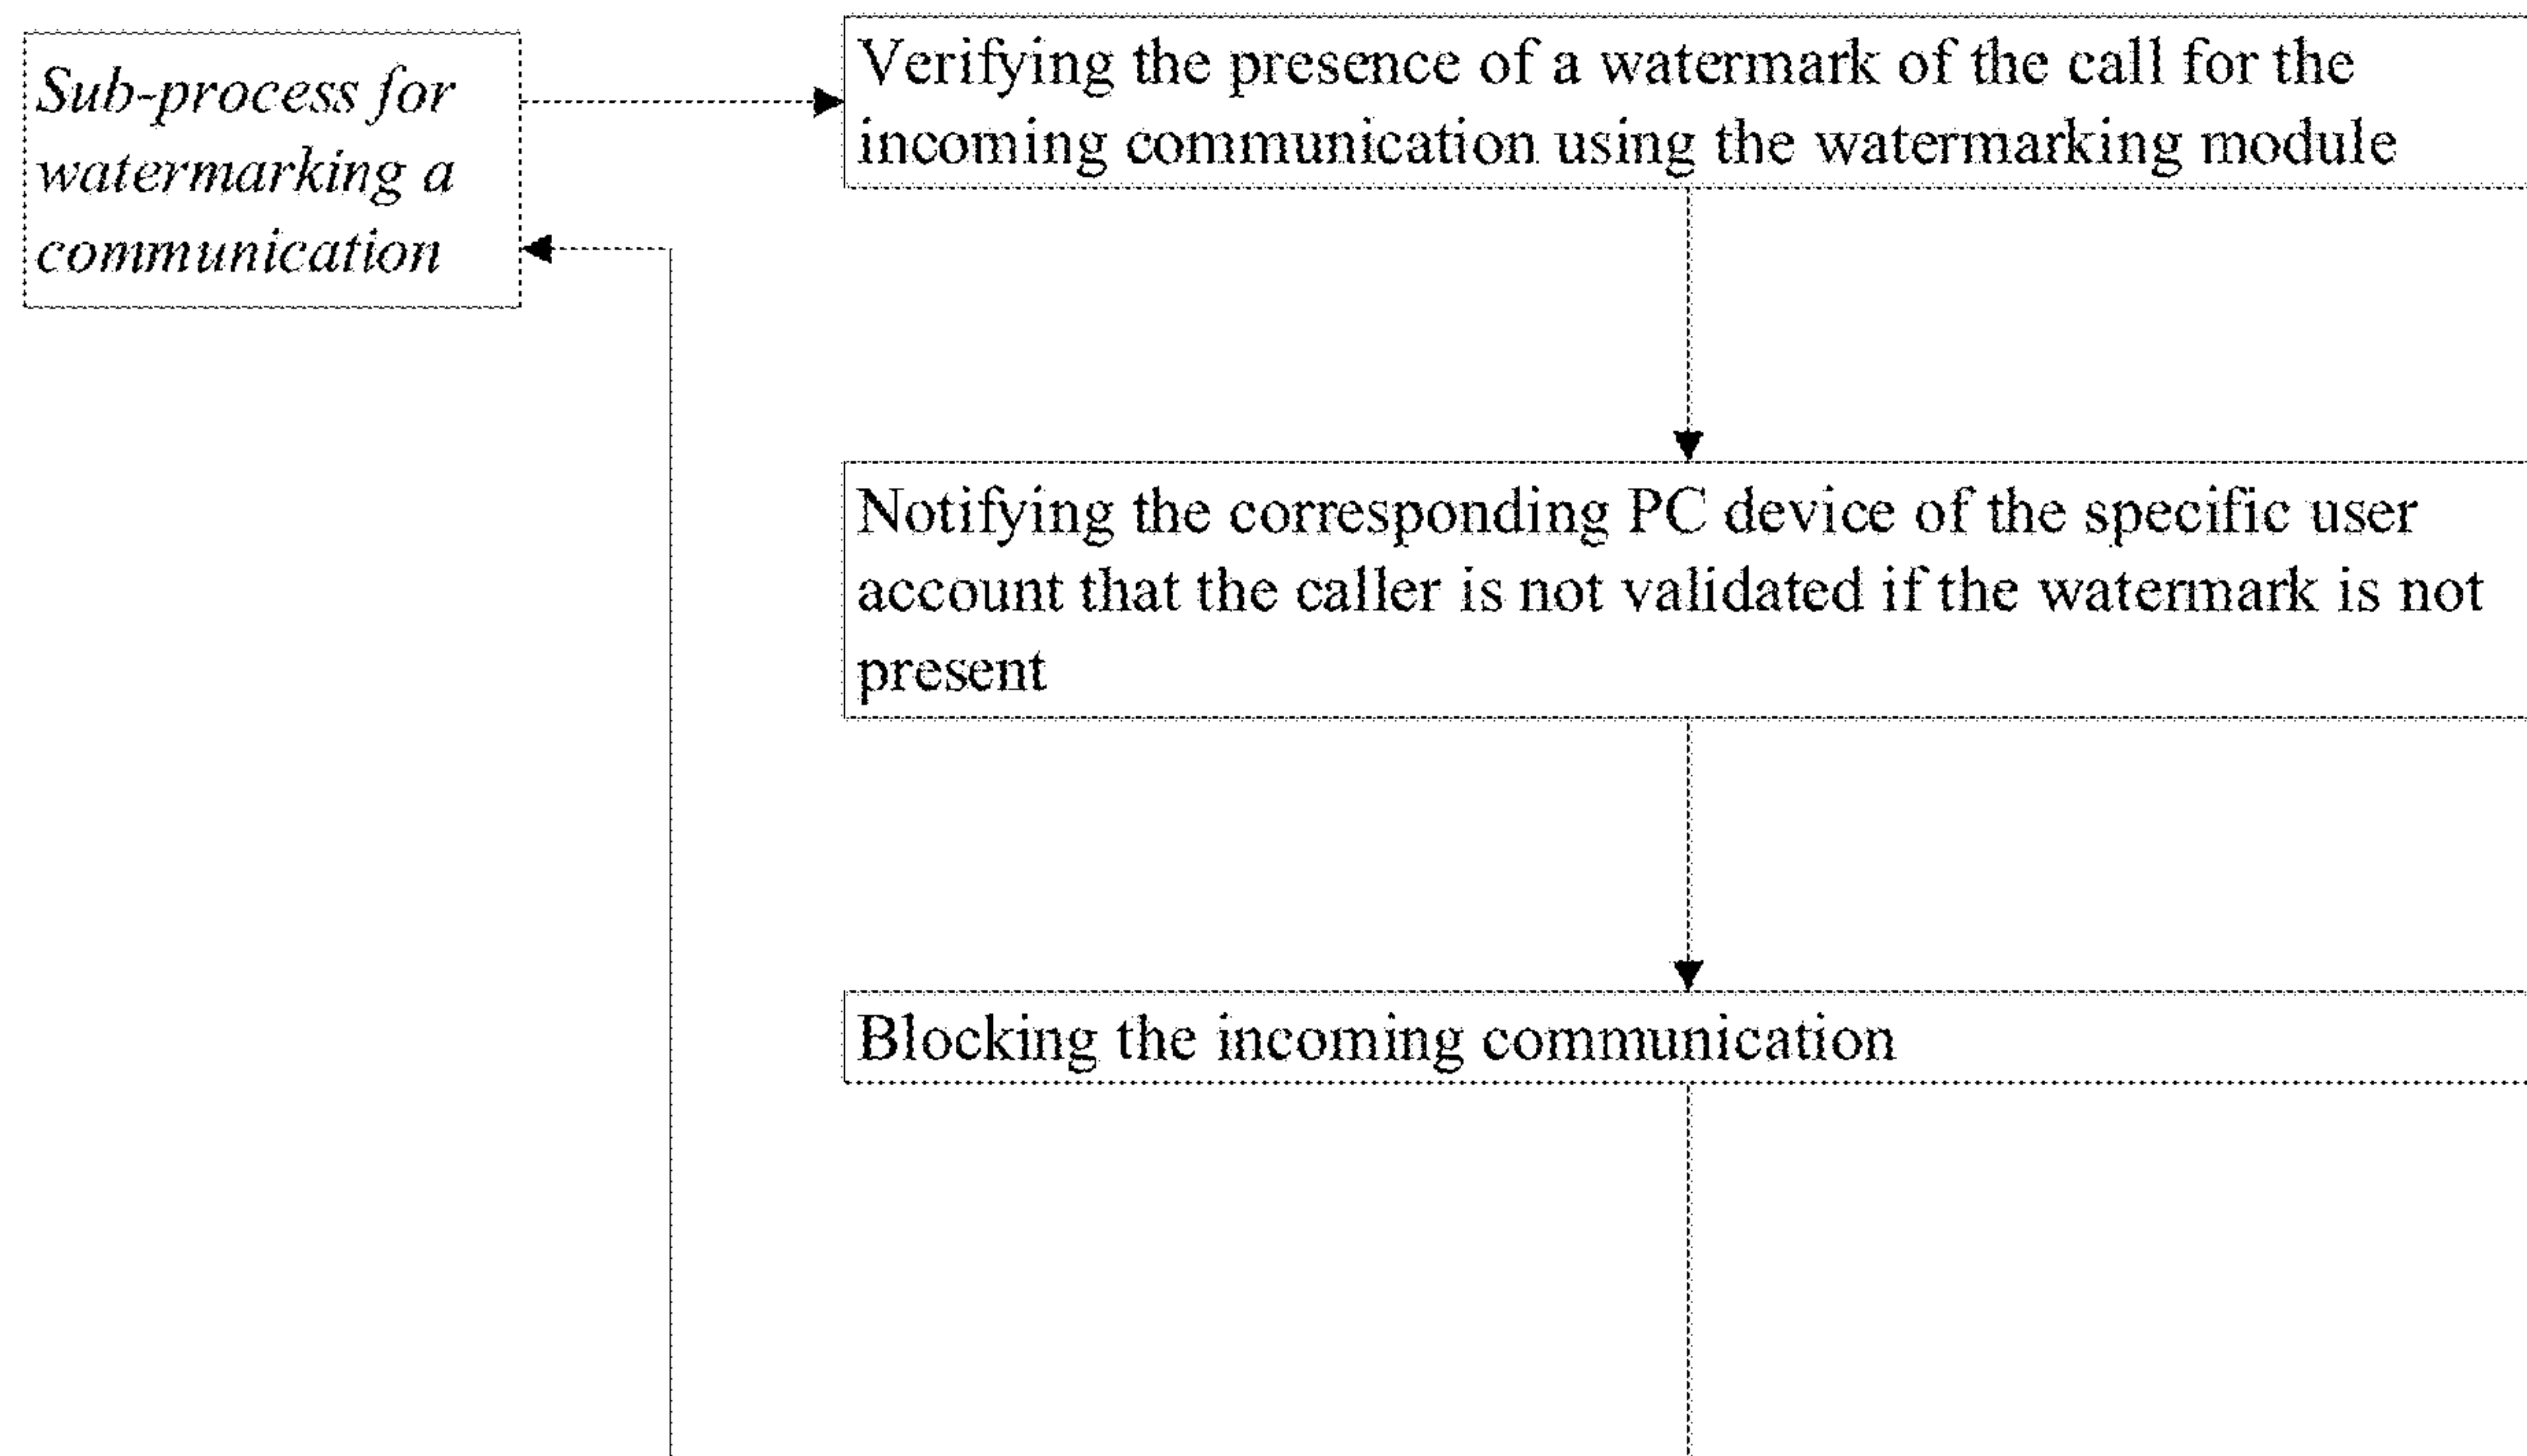 Sub-process for
watermarking a
communication
Verifying the presence of a watermark of the call for the
incoming communication using the watermarking module
Notifying the corresponding PC device of the specific user
account that the caller is not validated if the watermark is not
present
Blocking the incoming communication